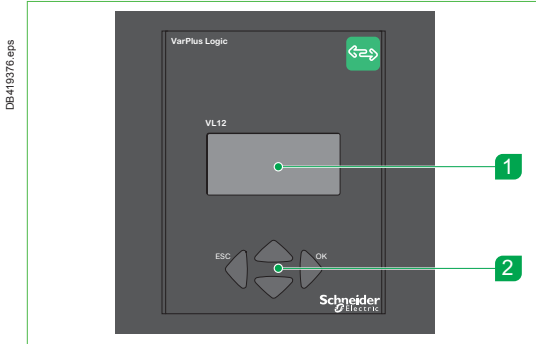 DB419376.eps
VarPlus Logic
VL12
1
ESC
OK
2
Schneider
Electric